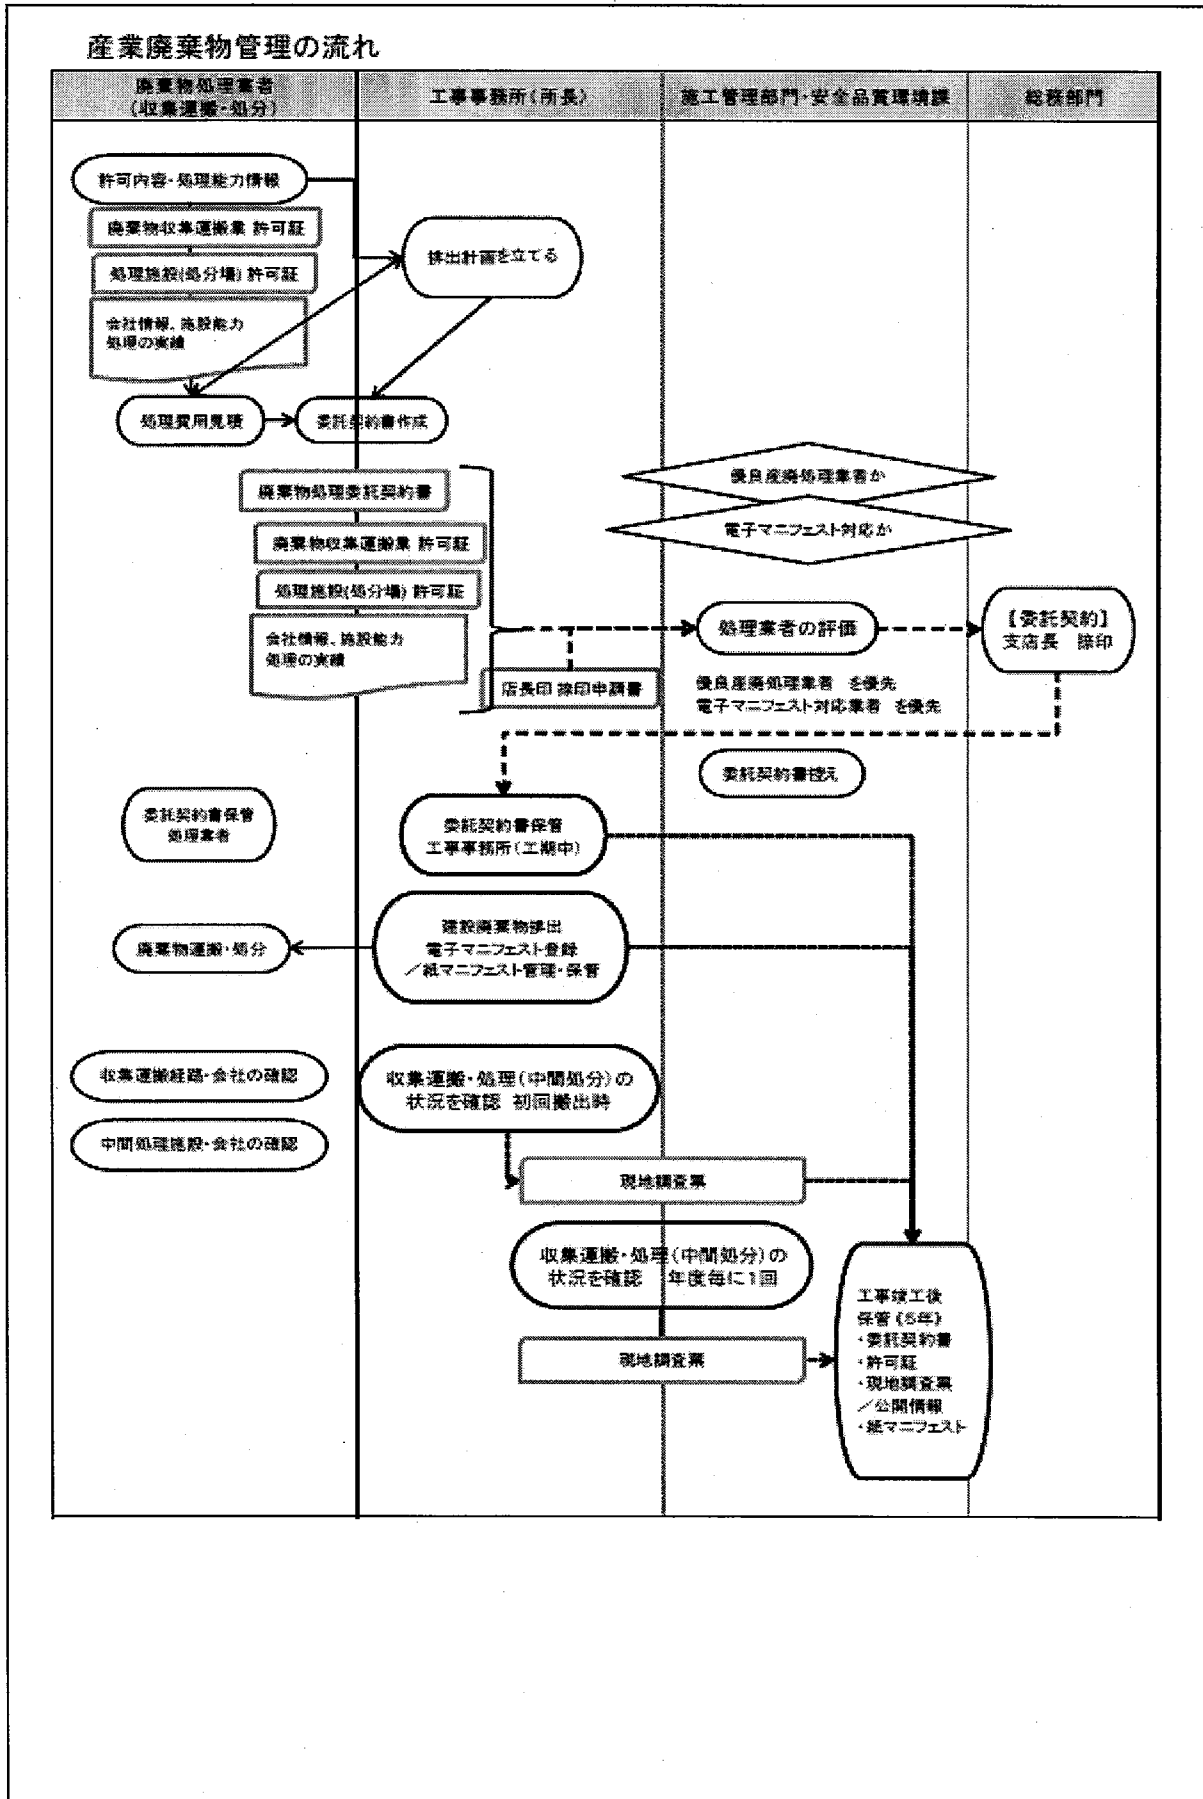 産業廃棄物管理の流れ
廃棄物処理業者
(収集運搬・処分)
工事事務所(所長)
施工管理部門・安全品質環境課
総務部門
許可内容・処理能力情報
廃棄物収集運搬業 許可証
処理施設(処分場) 許可証
会社情報、施設能力
処理の実績
排出計画を立てる
処理費用見積
委託契約書作成
廃棄物処理委託契約書
廃棄物収集運搬業 許可証
処理施設(処分場) 許可証
会社情報、施設能力
処理の実績
店長印 捺印申請書
優良産廃処理業者か
電子マニフェスト対応か
処理業者の評価
優良産廃処理業者 を優先
電子マニフェスト対応業者 を優先
【委託契約】
支店長 捺印
委託契約書控え
委託契約書保管
処理業者
委託契約書保管
工事事務所(工期中)
廃棄物運搬・処分
建設廃棄物排出
電子マニフェスト登録
/紙マニフェスト管理・保管
収集運搬経路・会社の確認
中間処理施設・会社の確認
収集運搬・処理(中間処分)の
状況を確認 初回搬出時
現地調査票
収集運搬・処理(中間処分)の
状況を確認 年度毎に1回
現地調査票
工事竣工後
保管(5年)
・委託契約書
・許可証
・現地調査票
/公開情報
・紙マニフェスト